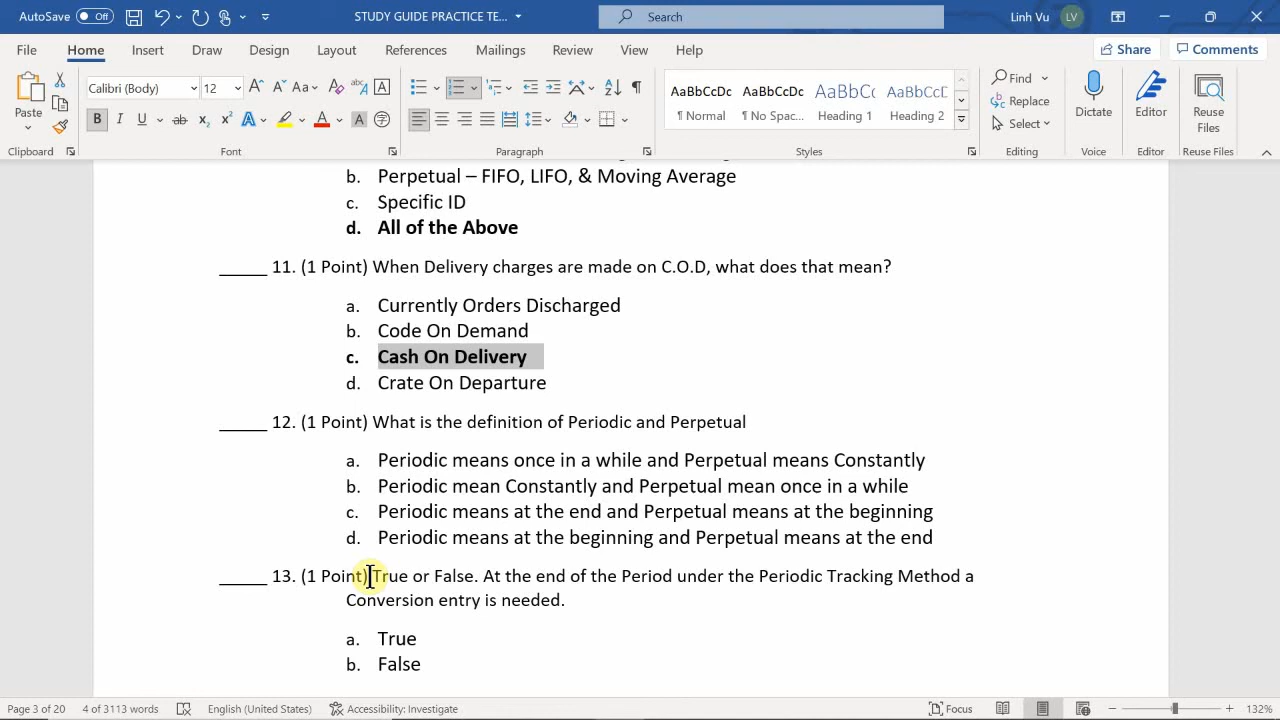 AutoSave Off STUDY GUIDE PRACTICE TE... Search Linh Vu LV
File Home Insert Draw Design Layout References Mailings Review View Help Share Comments
Paste Calibri (Body) 12 Find Replace Select Dictate Editor Reuse Files
AaBbCcDc AaBbCcDc AaBbCc AaBbCcD
¶ Normal ¶ No Spac... Heading 1 Heading 2
Clipboard Font Paragraph Styles Editing Voice Editor Reuse Files
b. Perpetual – FIFO, LIFO, & Moving Average
c. Specific ID
d. All of the Above
_____ 11. (1 Point) When Delivery charges are made on C.O.D, what does that mean?
a. Currently Orders Discharged
b. Code On Demand
c. Cash On Delivery
d. Crate On Departure
_____ 12. (1 Point) What is the definition of Periodic and Perpetual
a. Periodic means once in a while and Perpetual means Constantly
b. Periodic mean Constantly and Perpetual mean once in a while
c. Periodic means at the end and Perpetual means at the beginning
d. Periodic means at the beginning and Perpetual means at the end
_____ 13. (1 Point) True or False. At the end of the Period under the Periodic Tracking Method a
Conversion entry is needed.
a. True
b. False
Page 3 of 20 4 of 3113 words English (United States) Accessibility: Investigate Focus 132%